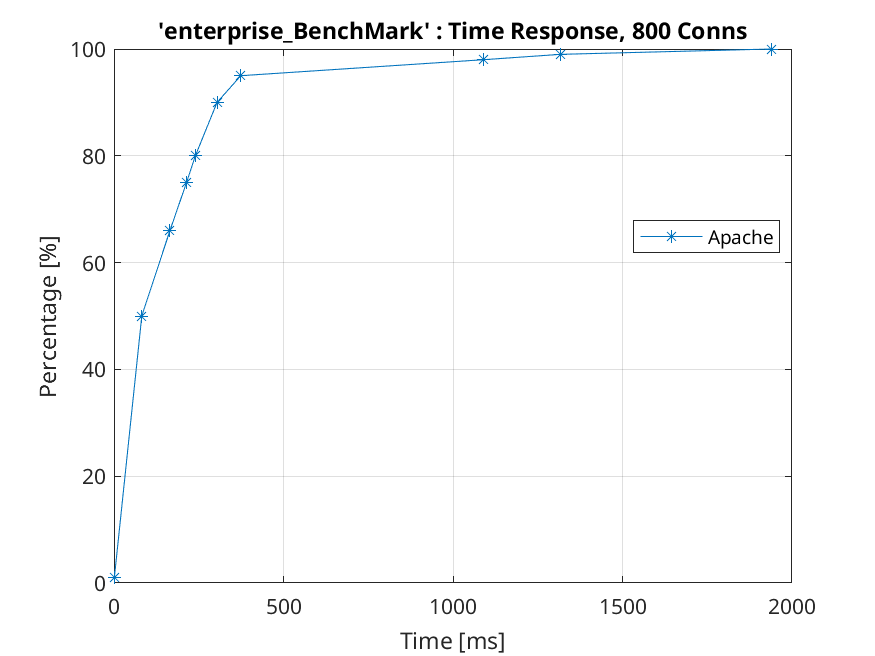 'enterprise_BenchMark' : Time Response, 800 Conns
100
80
60
40
20
0
Percentage [%]
Apache
0 500 1000 1500 2000
Time [ms]